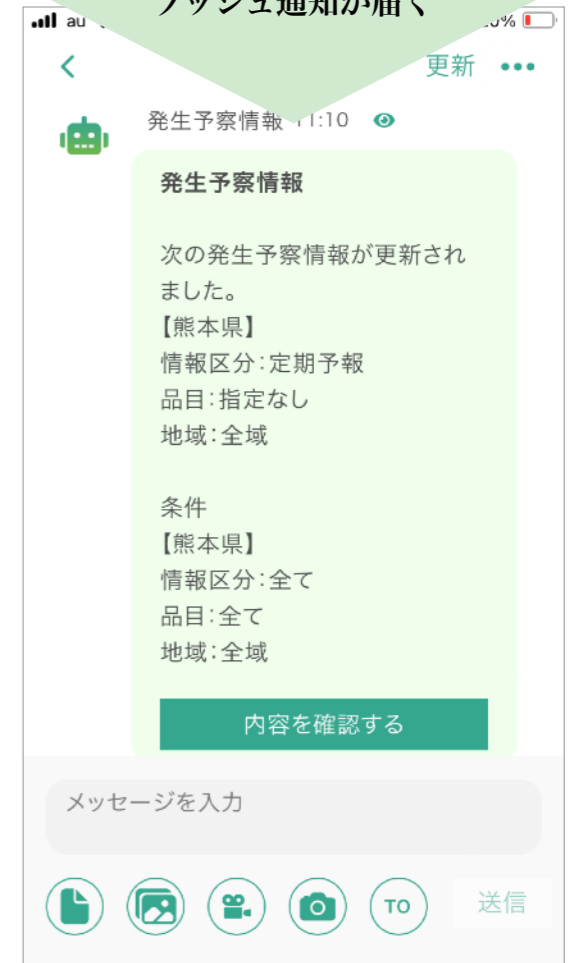 プッシュ通知が届く
au
更新
発生予察情報 11:10
発生予察情報
次の発生予察情報が更新され
ました。
【熊本県】
情報区分：定期予報
品目：指定なし
地域：全域
条件
【熊本県】
情報区分：全て
品目：全て
地域：全域
内容を確認する
メッセージを入力
TO
送信